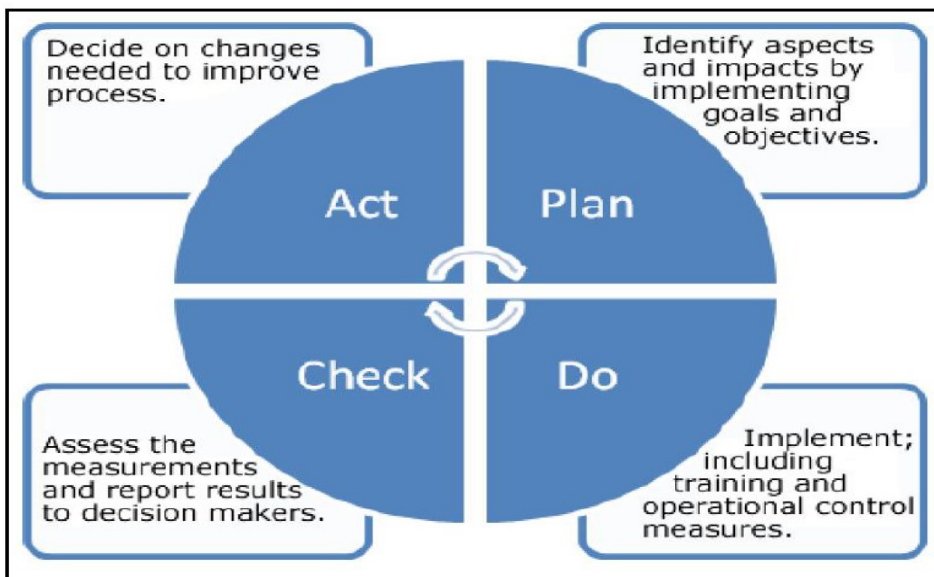 Decide on changes
needed to improve
process.
Identify aspects
and impacts by
implementing
goals and
objectives.
Act
Plan
Check
Do
Assess the
measurements
and report results
to decision makers.
Implement;
including
training and
operational control
measures.